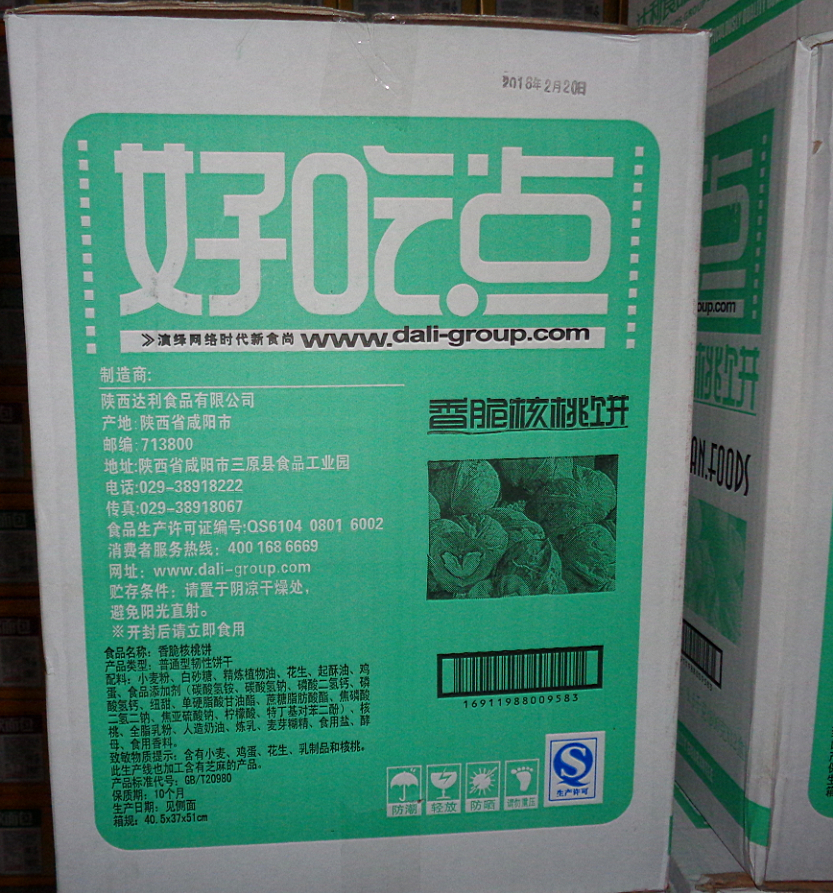 2018年2月20日
好吃点
≫演绎网络时代新食尚 www.dali-group.com
制造商:
陕西达利食品有限公司
产地:陕西省咸阳市
邮编:713800
地址:陕西省咸阳市三原县食品工业园
电话:029-38918222
传真:029-38918067
食品生产许可证编号:QS6104 0801 6002
消费者服务热线: 400 168 6669
网址: www.dali-group.com
贮存条件: 请置于阴凉干燥处,
避免阳光直射。
※开封后请立即食用
食品名称: 香脆核桃饼
产品类型: 普通型韧性饼干
配料: 小麦粉、白砂糖、精炼植物油、花生、起酥油、鸡
蛋、食品添加剂（碳酸氢铵、碳酸氢钠、磷酸二氢钙、磷
酸氢钙、纽甜、单硬脂酸甘油酯、蔗糖脂肪酸酯、焦磷酸
二氢二钠、焦亚硫酸钠、柠檬酸、特丁基对苯二酚）、核
桃、全脂乳粉、人造奶油、炼乳、麦芽糊精、食用盐、酵
母、食用香料。
致敏物质提示: 含有小麦、鸡蛋、花生、乳制品和核桃。
此生产线也加工含有芝麻的产品。
产品标准代号: GB/T20980
保质期: 10个月
生产日期: 见侧面
箱规: 40.5x37x51cm
香脆核桃饼
16911988009583
防潮 轻放 防晒 请勿重压
QS
生产许可
点
oup.com
桃饼
AN.FOODS
9583